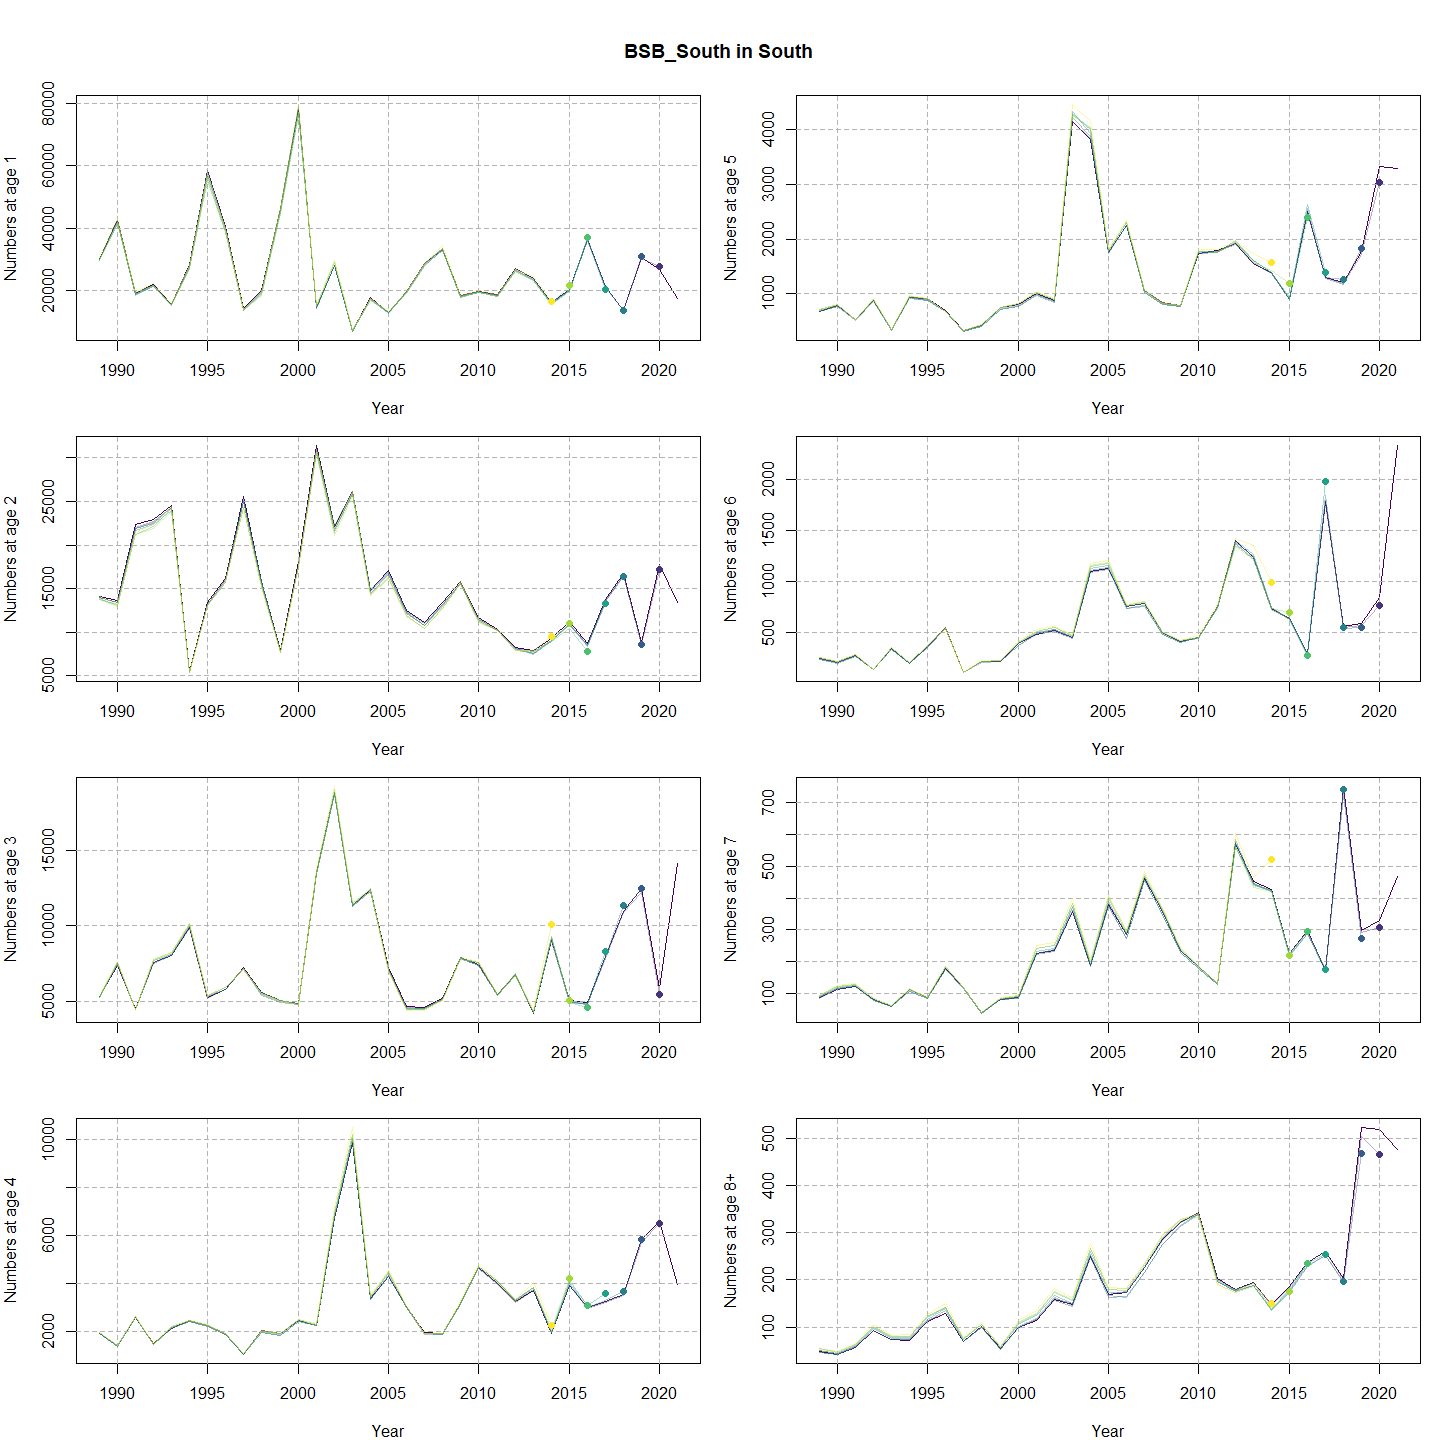 BSB_South in South
Numbers at age 1
20000 40000 60000 80000
1990 1995 2000 2005 2010 2015 2020
Year
Numbers at age 5
1000 2000 3000 4000
1990 1995 2000 2005 2010 2015 2020
Year
Numbers at age 2
5000 15000 25000
1990 1995 2000 2005 2010 2015 2020
Year
Numbers at age 6
500 1000 1500 2000
1990 1995 2000 2005 2010 2015 2020
Year
Numbers at age 3
5000 10000 15000
1990 1995 2000 2005 2010 2015 2020
Year
Numbers at age 7
100 300 500 700
1990 1995 2000 2005 2010 2015 2020
Year
Numbers at age 4
2000 6000 10000
1990 1995 2000 2005 2010 2015 2020
Year
Numbers at age 8+
100 200 300 400 500
1990 1995 2000 2005 2010 2015 2020
Year